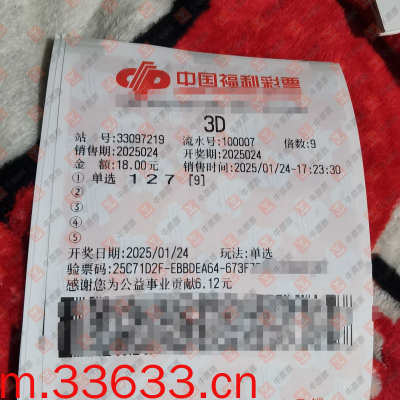 中国福利彩票
3D
站 号:33097219 流水号:100007 倍数:9
销售期:2025024 开奖期:2025024
金 额:18.00元 销售时间:2025/01/24-17:23:30
① 单选 1 2 7 [9]
②
③
④
⑤
开奖日期:2025/01/24 玩法:单选
验票码:25C71D2F-EBBDEA64-673F7
感谢您为公益事业贡献6.12元
m.33633.cn